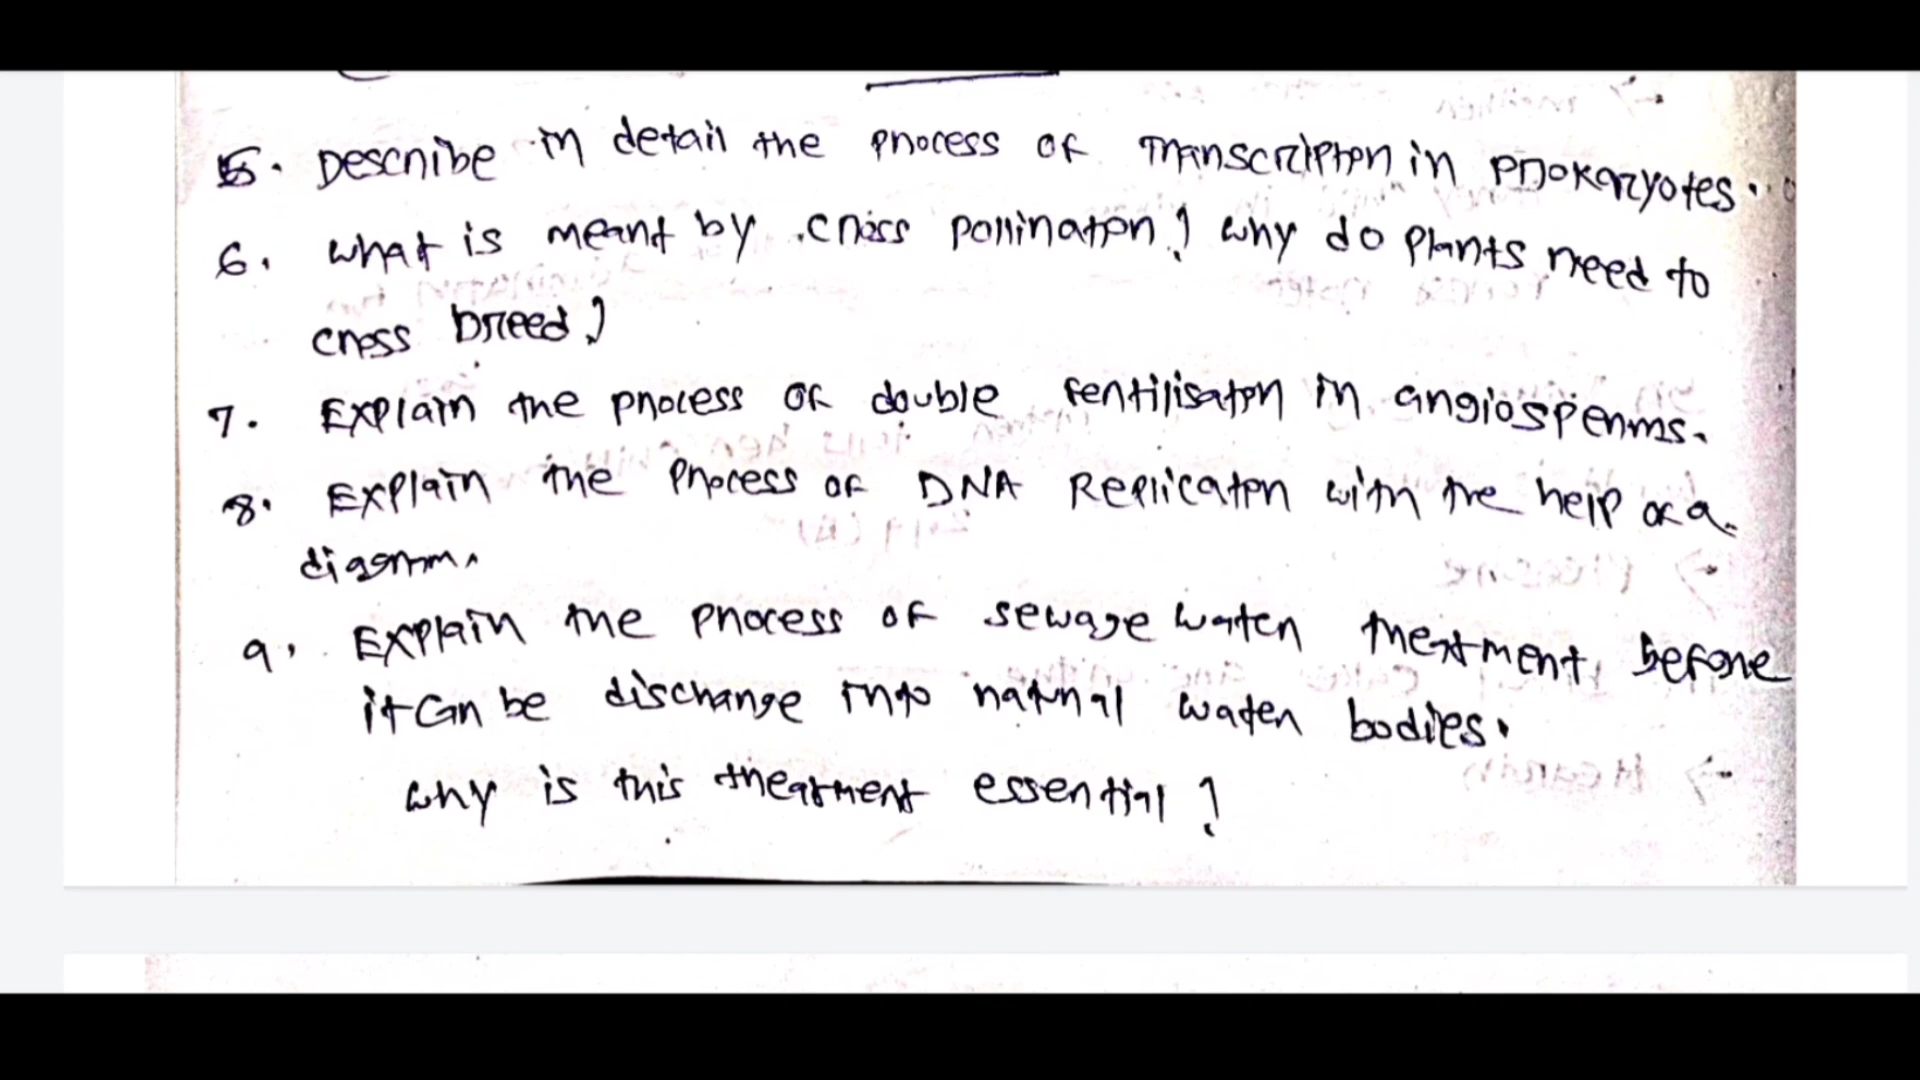 5. Describe in detail the process of Transcription in Prokaryotes.
6. what is meant by cross pollination? why do plants need to
cross breed?
7. Explain the process of double fertilisation in angiosperms.
8. Explain the process of DNA Replication with the help of a
diagram.
9. Explain the process of sewage water treatment, before
it can be discharge into natural water bodies.
why is this treatment essential?